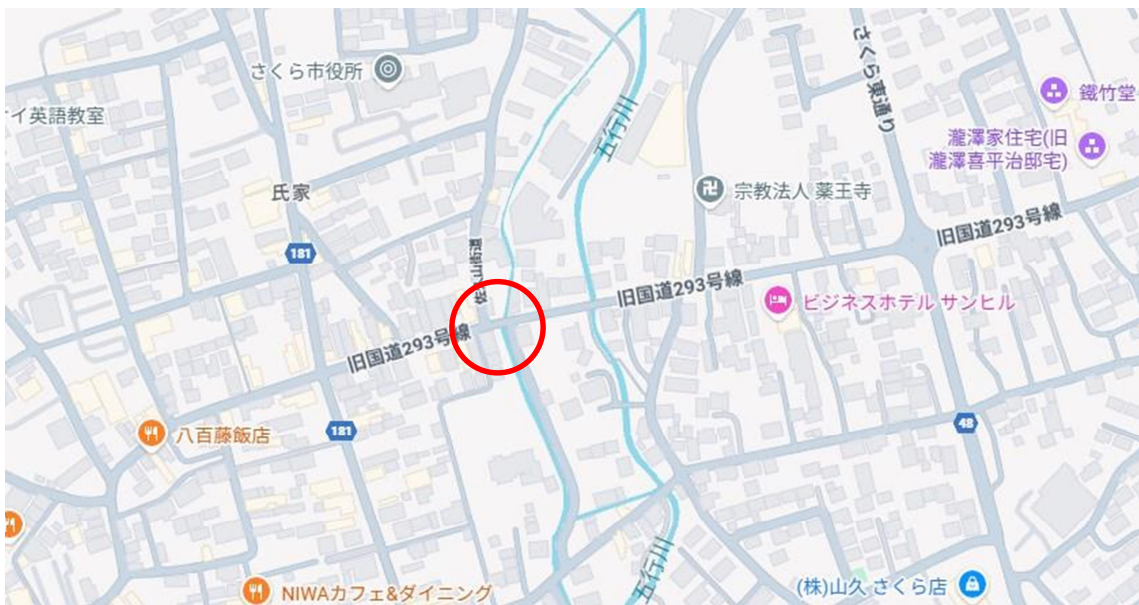 さくら市役所
イ英語教室
氏家
181
五行川
さくら東通り
鐵竹堂
瀧澤家住宅(旧
瀧澤喜平治邸宅)
卍
宗教法人 薬王寺
旧国道293号線
旧国道293号線
ビジネスホテル サンヒル
旧国道293号線
八百藤飯店
181
48
五行川
NIWAカフェ&ダイニング
(株)山久 さくら店